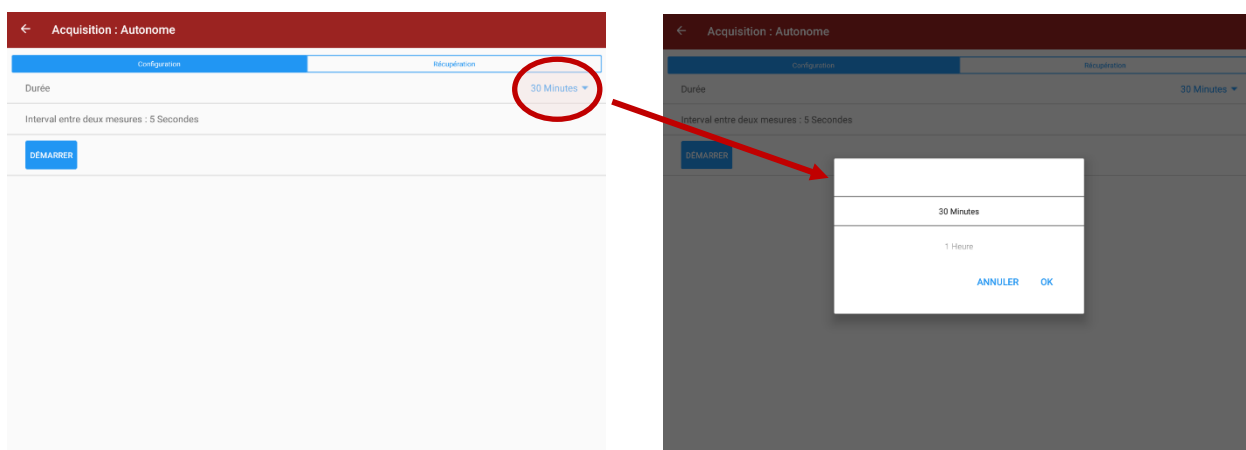 Acquisition : Autonome
Configuration
Récupération
Durée
30 Minutes
Interval entre deux mesures : 5 Secondes
DÉMARRER
Acquisition : Autonome
Configuration
Récupération
Durée
30 Minutes
Interval entre deux mesures : 5 Secondes
DÉMARRER
30 Minutes
1 Heure
ANNULER OK